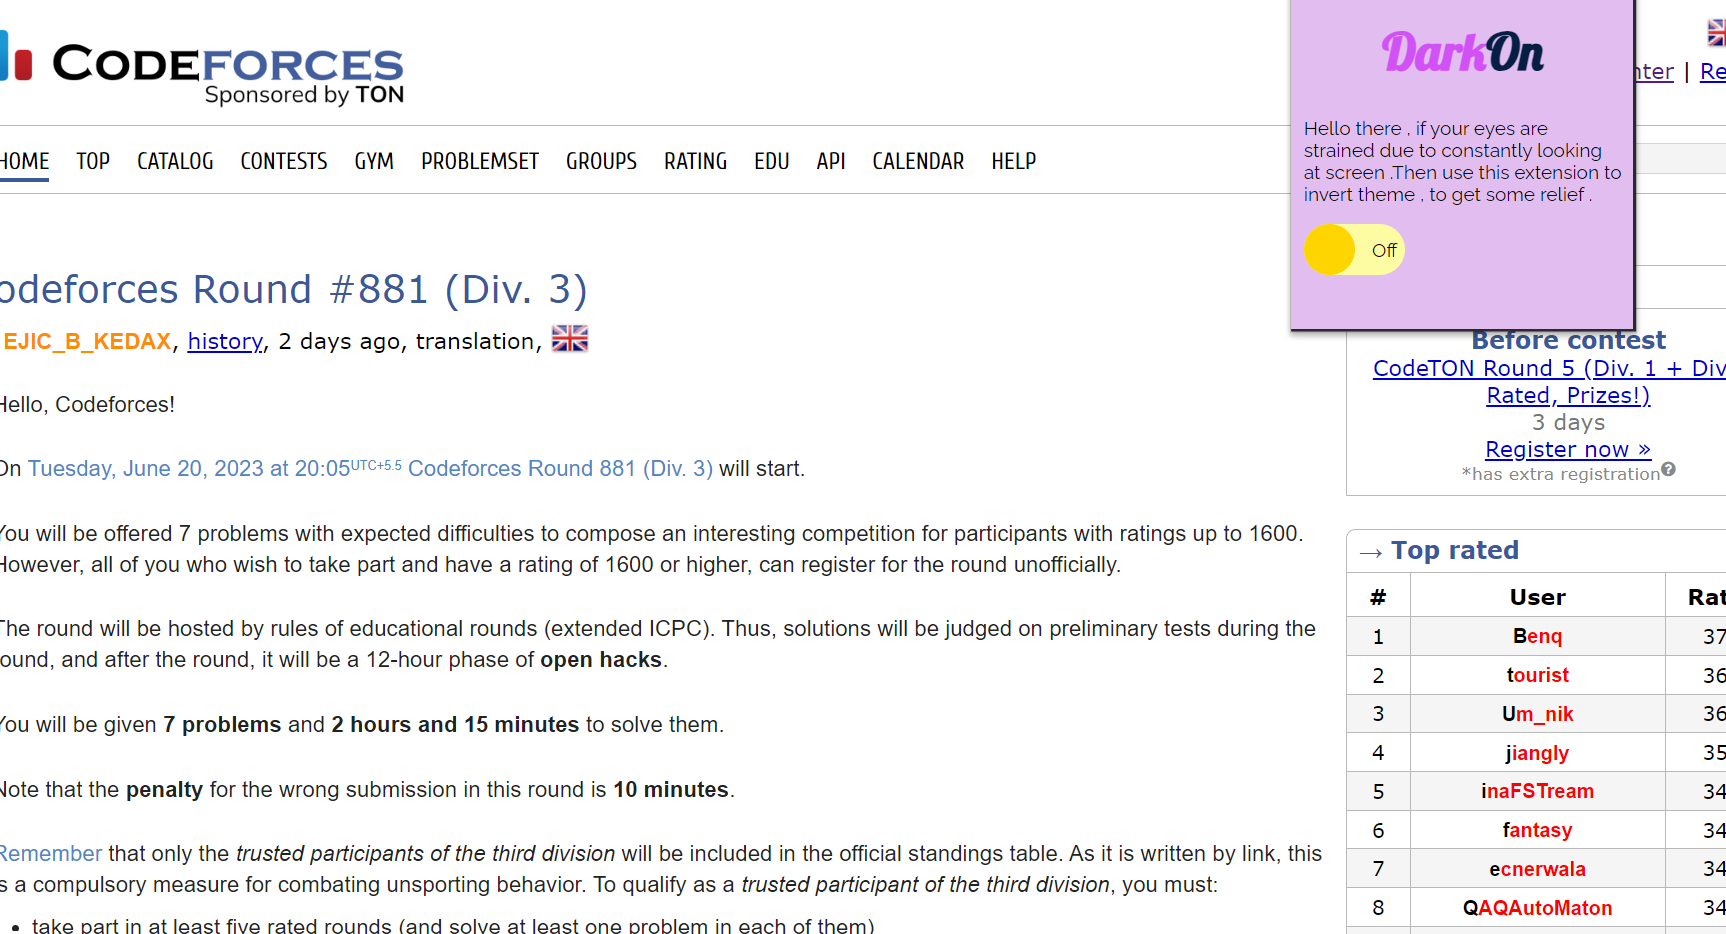 CODEFORCES
Sponsored by TON
DarkOn
Hello there , if your eyes are
strained due to constantly looking
at screen .Then use this extension to
invert theme , to get some relief .
Off
nter | Re
HOME TOP CATALOG CONTESTS GYM PROBLEMSET GROUPS RATING EDU API CALENDAR HELP
odeforces Round #881 (Div. 3)
EJIC_B_KEDAX, history, 2 days ago, translation,
Hello, Codeforces!
On Tuesday, June 20, 2023 at 20:05UTC+5.5 Codeforces Round 881 (Div. 3) will start.
You will be offered 7 problems with expected difficulties to compose an interesting competition for participants with ratings up to 1600.
However, all of you who wish to take part and have a rating of 1600 or higher, can register for the round unofficially.
The round will be hosted by rules of educational rounds (extended ICPC). Thus, solutions will be judged on preliminary tests during the
round, and after the round, it will be a 12-hour phase of open hacks.
You will be given 7 problems and 2 hours and 15 minutes to solve them.
Note that the penalty for the wrong submission in this round is 10 minutes.
Remember that only the trusted participants of the third division will be included in the official standings table. As it is written by link, this
is a compulsory measure for combating unsporting behavior. To qualify as a trusted participant of the third division, you must:
• take part in at least five rated rounds (and solve at least one problem in each of them)
Before contest
CodeTON Round 5 (Div. 1 + Div
Rated, Prizes!)
3 days
Register now »
*has extra registration?
→ Top rated
# User Rat
1 Benq 37
2 tourist 36
3 Um_nik 36
4 jiangly 35
5 inaFSTream 34
6 fantasy 34
7 ecnerwala 34
8 QAQAutoMaton 34